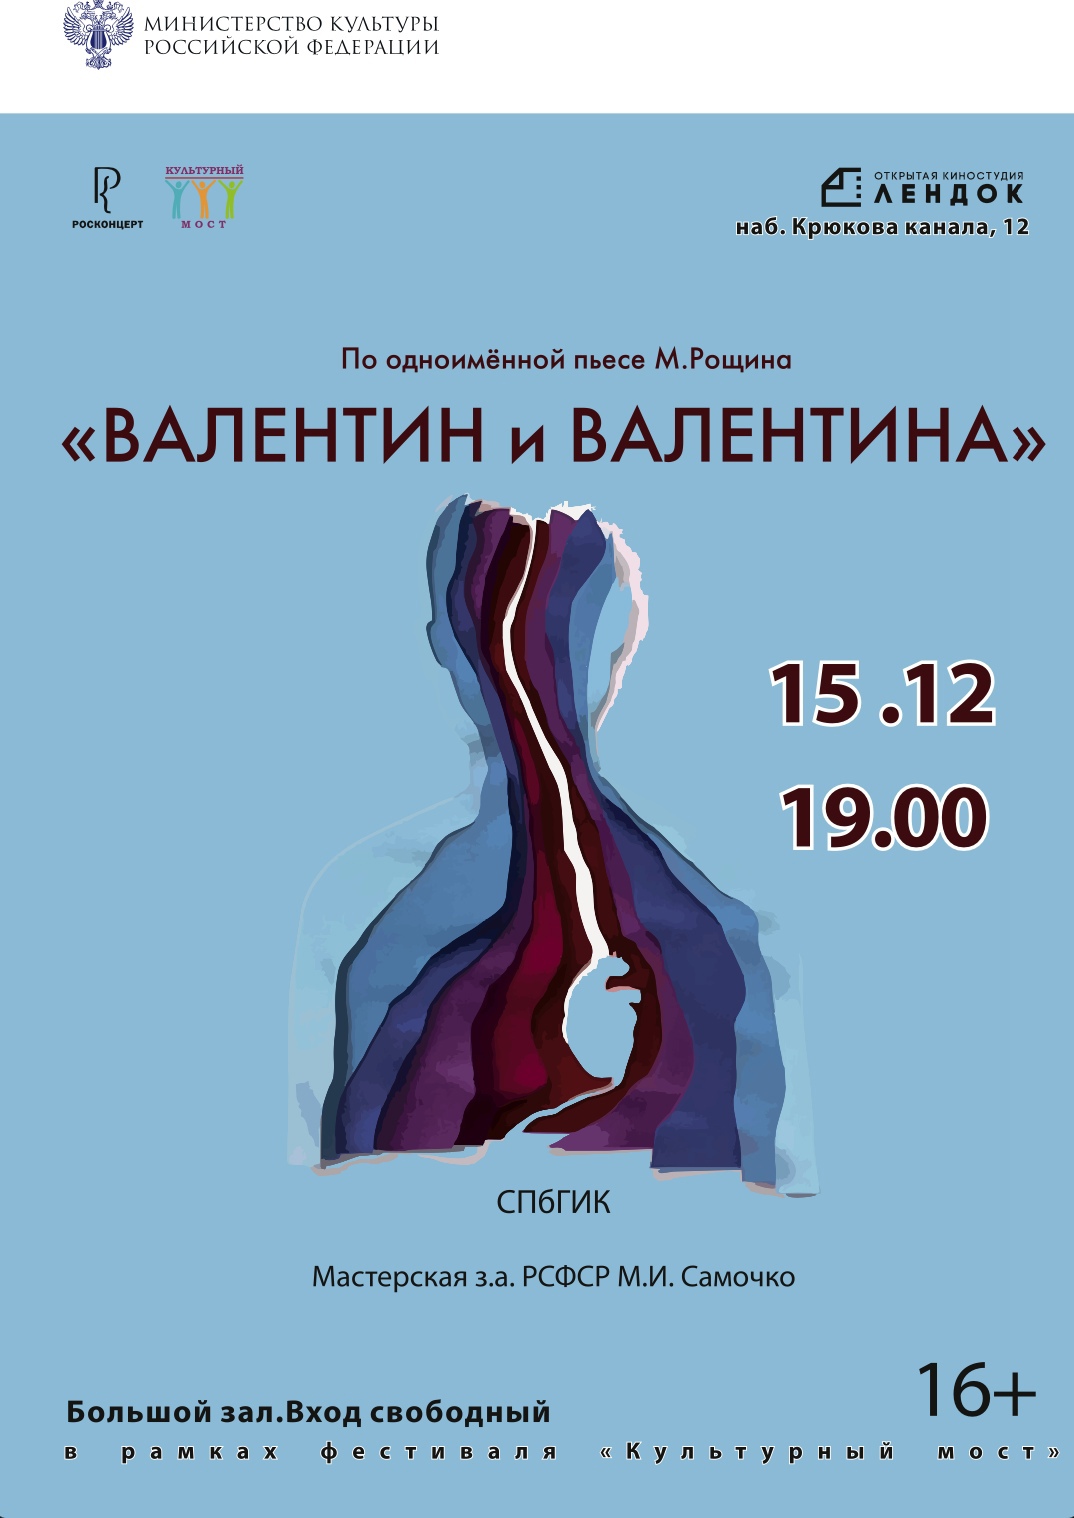 МИНИСТЕРСТВО КУЛЬТУРЫ
РОССИЙСКОЙ ФЕДЕРАЦИИ
РОСКОНЦЕРТ
КУЛЬТУРНЫЙ
МОСТ
ОТКРЫТАЯ КИНОСТУДИЯ
ЛЕНДОК
наб. Крюкова канала, 12
По одноимённой пьесе М.Рощина
«ВАЛЕНТИН и ВАЛЕНТИНА»
15 .12
19.00
СПбГИК
Мастерская з.а. РСФСР М.И. Самочко
16+
Большой зал.Вход свободный
в рамках фестиваля «Культурный мост»